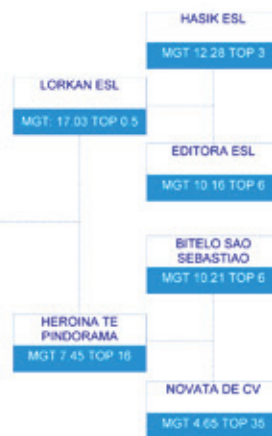 HASIK ESL
MGT 12.28 TOP 3
LORKAN ESL
MGT: 17.03 TOP 0.5
EDITORA ESL
MGT 10.16 TOP 6
BITELO SAO
SEBASTIAO
MGT 10.21 TOP 6
HEROINA TE
PINDORAMA
MGT 7.45 TOP 16
NOVATA DE CV
MGT 4.65 TOP 35